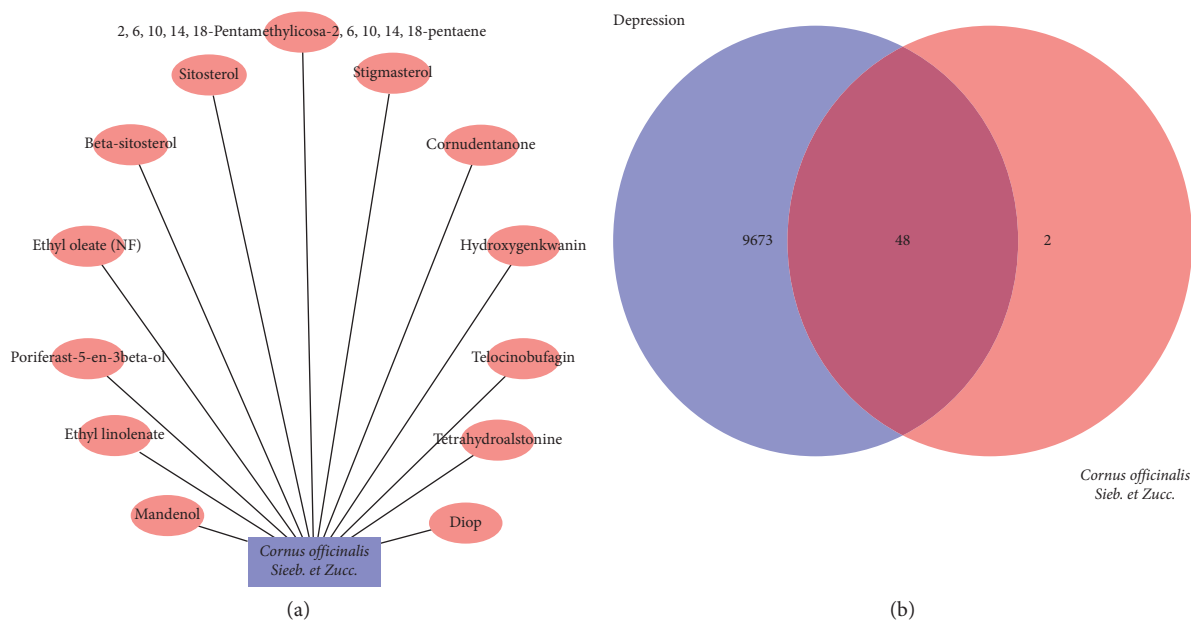 2, 6, 10, 14, 18-Pentamethylicosa-2, 6, 10, 14, 18-pentaene
Sitosterol
Stigmasterol
Beta-sitosterol
Cornudentanone
Ethyl oleate (NF)
Hydroxygenkwanin
Poriferast-5-en-3beta-ol
Telocinobufagin
Ethyl linolenate
Tetrahydroalstonine
Mandenol
Diop
Cornus officinalis
Sieeb. et Zucc.
(a)
Depression
9673
48
2
Cornus officinalis
Sieb. et Zucc.
(b)